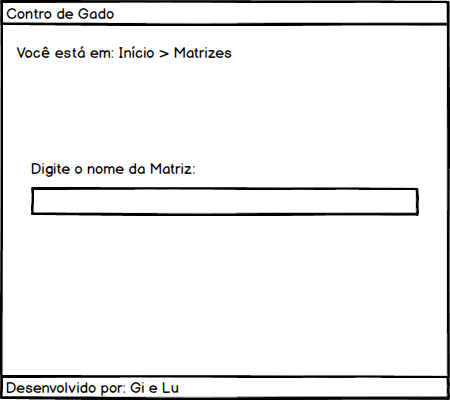 Contro de Gado
Você está em: Início > Matrizes
Digite o nome da Matriz:
Desenvolvido por: Gi e Lu